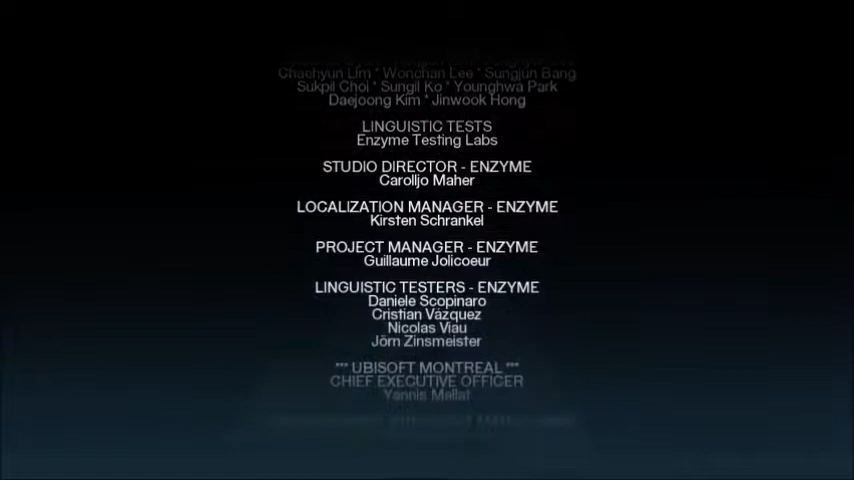 Chaehyun Lim * Wonchan Lee * Sungjun Bang
Sukpil Choi * Sungil Ko * Younghwa Park
Daejoong Kim * Jinwook Hong
LINGUISTIC TESTS
Enzyme Testing Labs
STUDIO DIRECTOR - ENZYME
Carolljo Maher
LOCALIZATION MANAGER - ENZYME
Kirsten Schrankel
PROJECT MANAGER - ENZYME
Guillaume Jolicoeur
LINGUISTIC TESTERS - ENZYME
Daniele Scopinaro
Cristian Vázquez
Nicolas Viau
Jörn Zinsmeister
*** UBISOFT MONTREAL ***
CHIEF EXECUTIVE OFFICER
Yannis Mallat